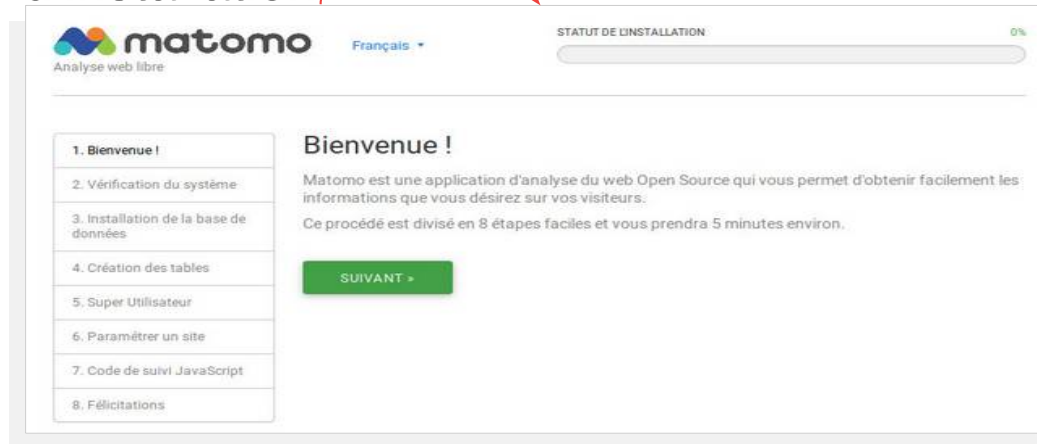 matomo
Français
STATUT DE L'INSTALLATION
0%
Analyse web libre
1. Bienvenue !
2. Vérification du système
3. Installation de la base de
données
4. Création des tables
5. Super Utilisateur
6. Paramétrer un site
7. Code de suivi JavaScript
8. Félicitations
Bienvenue !
Matomo est une application d'analyse du web Open Source qui vous permet d'obtenir facilement les
informations que vous désirez sur vos visiteurs.
Ce procédé est divisé en 8 étapes faciles et vous prendra 5 minutes environ.
SUIVANT »